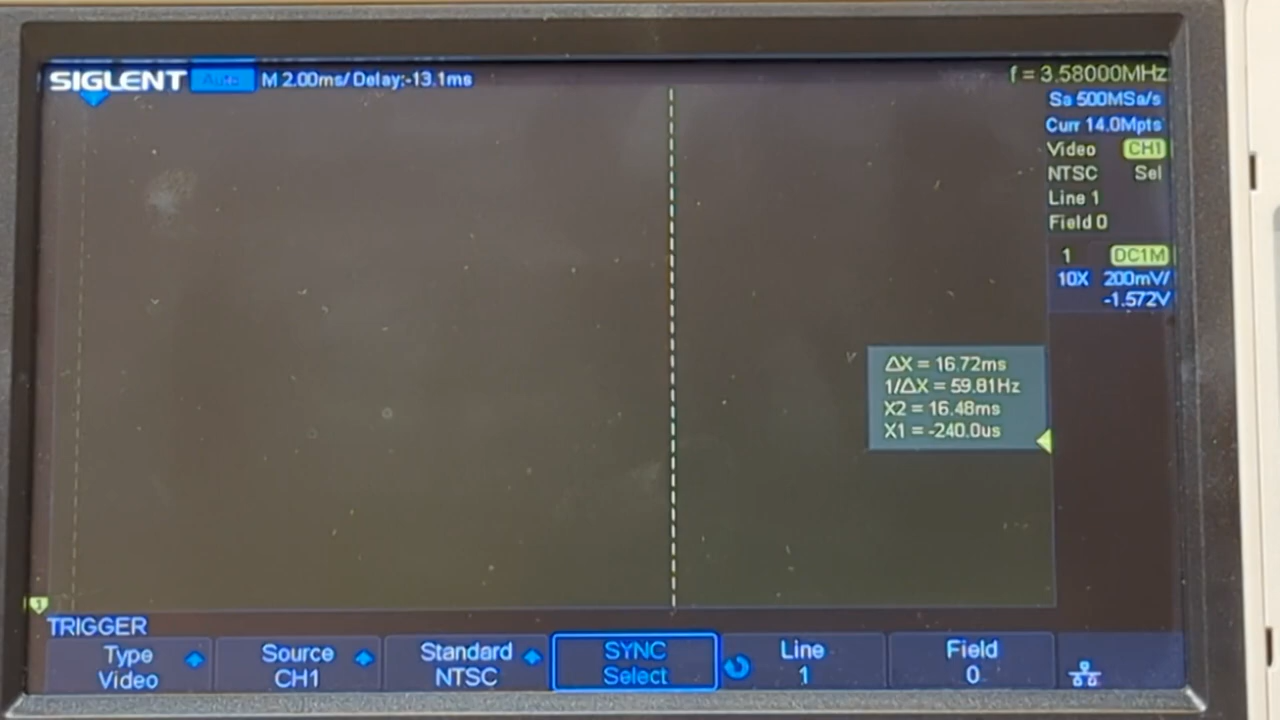 SIGLENT Auto M 2.00ms/ Delay:-13.1ms f = 3.58000MHz
Sa 500MSa/s
Curr 14.0Mpts
Video CH1
NTSC Sel
Line 1
Field 0
1 DC1M
10X 200mV/
-1.572V
ΔX = 16.72ms
1/ΔX = 59.81Hz
X2 = 16.48ms
X1 = -240.0us
1
TRIGGER
Type Source Standard SYNC Line Field
Video CH1 NTSC Select 1 0